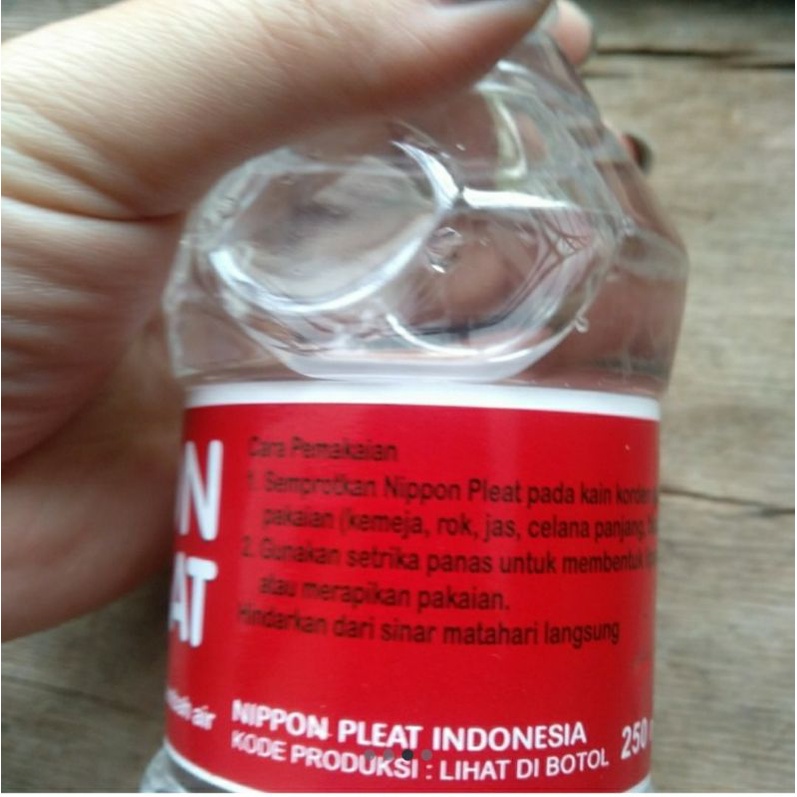 Cara Pemakaian
1. Semprotkan Nippon Pleat pada kain korden
pakaian (kemeja, rok, jas, celana panjang,
2. Gunakan setrika panas untuk membentuk
atau merapikan pakaian.
Hindarkan dari sinar matahari langsung
N
AT
air
NIPPON PLEAT INDONESIA
KODE PRODUKSI : LIHAT DI BOTOL
250